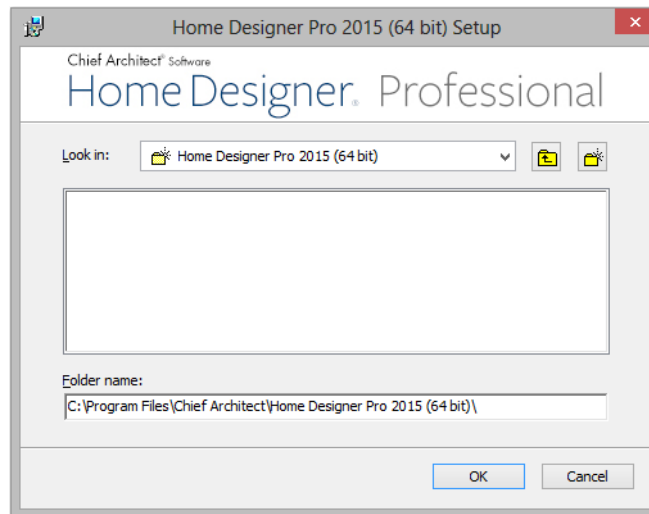 Home Designer Pro 2015 (64 bit) Setup
Chief Architect® Software
Home Designer® Professional
Look in: Home Designer Pro 2015 (64 bit)
Folder name:
C:\Program Files\Chief Architect\Home Designer Pro 2015 (64 bit)\
OK Cancel